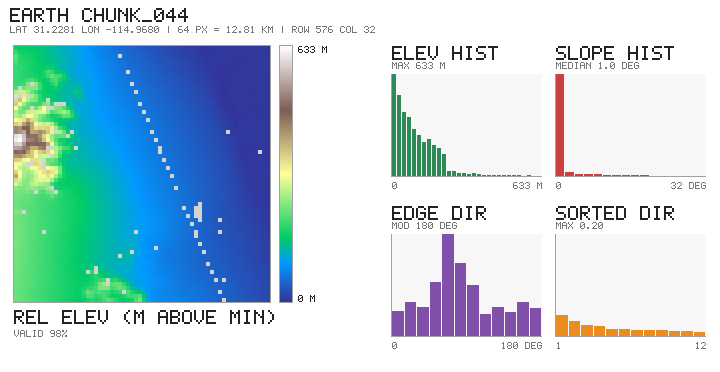 EARTH CHUNK_044
LAT 31.2281 LON -114.9680 | 64 PX = 12.81 KM | ROW 576 COL 32
633 M
0 M
REL ELEV (M ABOVE MIN)
VALID 98%
ELEV HIST
MAX 633 M
0 633 M
SLOPE HIST
MEDIAN 1.0 DEG
0 32 DEG
EDGE DIR
MOD 180 DEG
0 180 DEG
SORTED DIR
MAX 0.20
1 12